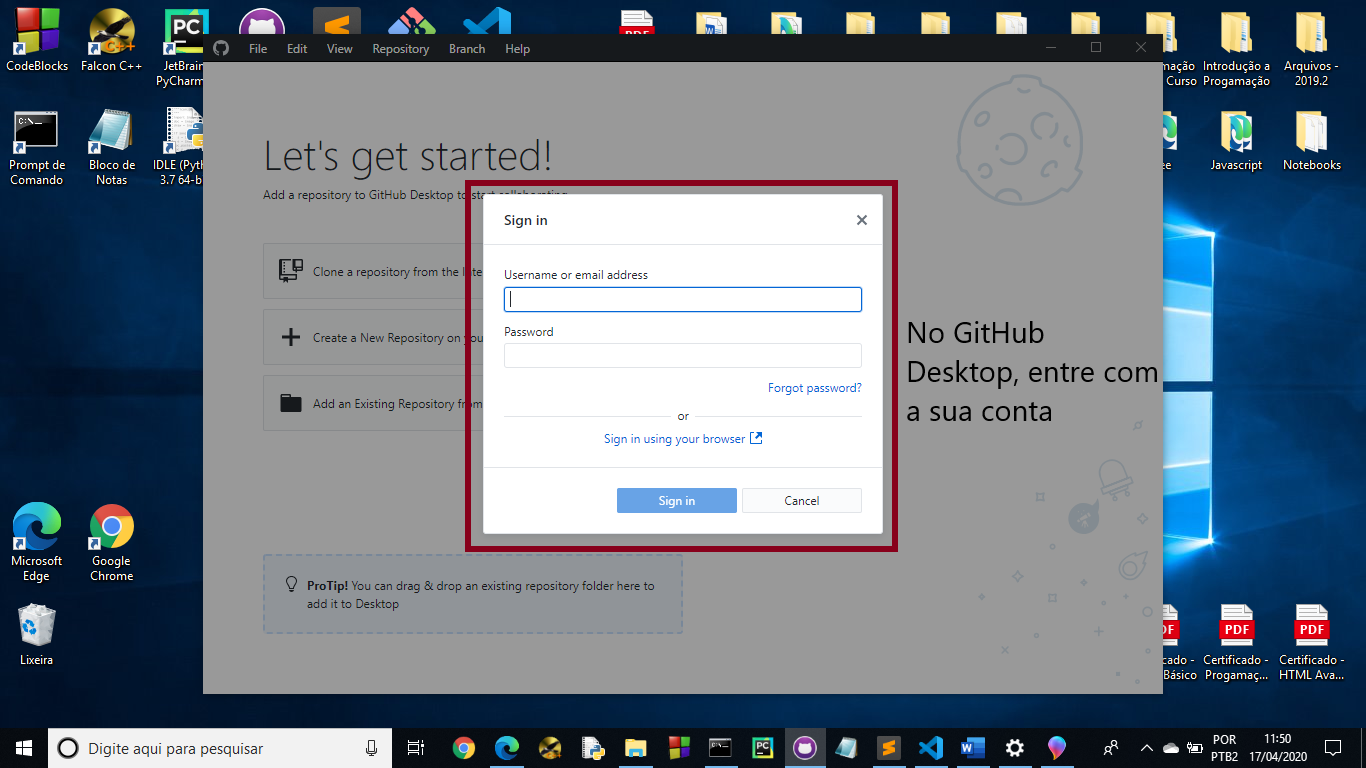 CodeBlocks
Falcon C++
JetBrain
PyCharm
PDF
mação
Curso
Introdução a
Progamação
Arquivos -
2019.2
File Edit View Repository Branch Help
Prompt de
Comando
Bloco de
Notas
IDLE (Pyth
3.7 64-b
ee
Javascript
Notebooks
Let's get started!
Add a repository to GitHub Desktop to start collaborating
Clone a repository from the Inte
Create a New Repository on you
Add an Existing Repository from
Sign in
Username or email address
Password
Forgot password?
or
Sign in using your browser
Sign in
Cancel
No GitHub
Desktop, entre com
a sua conta
ProTip! You can drag & drop an existing repository folder here to
add it to Desktop
Microsoft
Edge
Google
Chrome
Lixeira
DF
PDF
PDF
cado -
Básico
Certificado -
Progamaç...
Certificado -
HTML Ava...
Digite aqui para pesquisar
POR
PTB2
11:50
17/04/2020